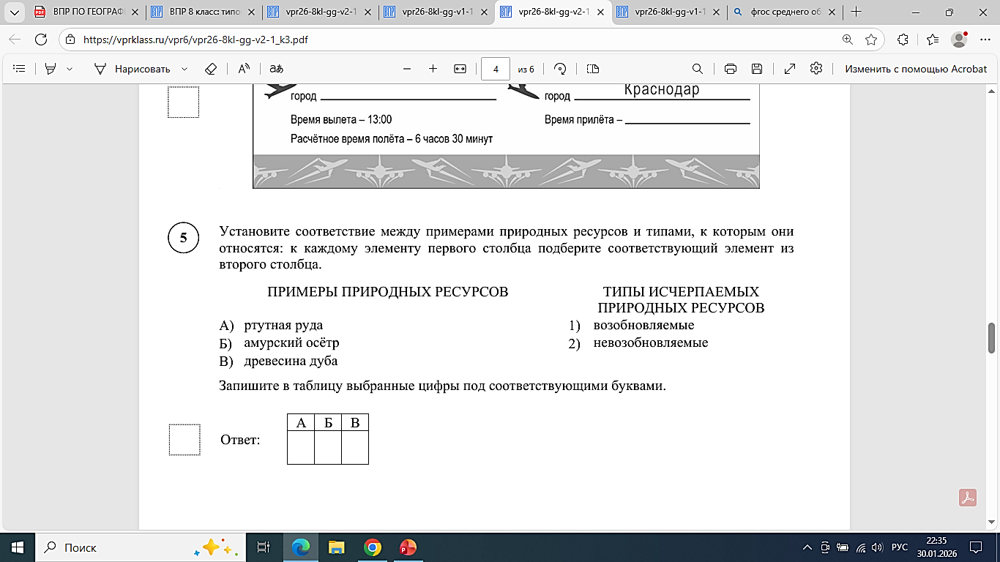 ВПР ПО ГЕОГРАФ
ВПР 8 класс: типо
vpr26-8kl-gg-v2-1
vpr26-8kl-gg-v1-1
vpr26-8kl-gg-v2-1
vpr26-8kl-gg-v1-1
фгос среднего об
https://vprklass.ru/vpr6/vpr26-8kl-gg-v2-1_k3.pdf
Нарисовать
аあ
4 из 6
Изменить с помощью Acrobat
город
город Краснодар
Время вылета – 13:00
Время прилёта –
Расчётное время полёта – 6 часов 30 минут
5
Установите соответствие между примерами природных ресурсов и типами, к которым они
относятся: к каждому элементу первого столбца подберите соответствующий элемент из
второго столбца.
ПРИМЕРЫ ПРИРОДНЫХ РЕСУРСОВ
ТИПЫ ИСЧЕРПАЕМЫХ
ПРИРОДНЫХ РЕСУРСОВ
А) ртутная руда
Б) амурский осётр
В) древесина дуба
1) возобновляемые
2) невозобновляемые
Запишите в таблицу выбранные цифры под соответствующими буквами.
Ответ:
А Б В
Поиск
РУС
22:35
30.01.2026